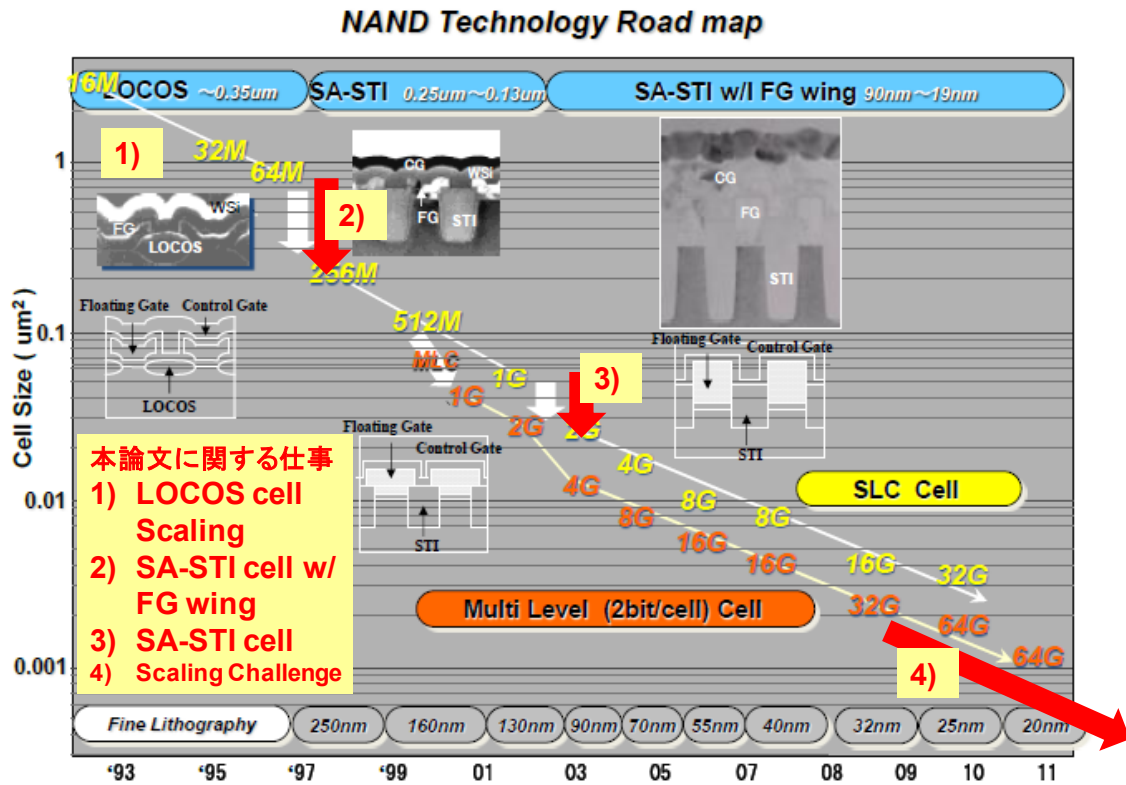 NAND Technology Road map
LOCOS ~0.35um
SA-STI 0.25um~0.13um
SA-STI w/I FG wing 90nm~19nm
16M
32M
64M
256M
512M
1G
2G
4G
8G
8G
16G
32G
MLC
1G
2G
4G
8G
16G
16G
32G
64G
64G
1)
2)
3)
4)
WSi
FG
LOCOS
CG
WSi
FG
STI
CG
FG
STI
Floating Gate Control Gate
LOCOS
Floating Gate
Control Gate
STI
Floating Gate
Control Gate
STI
本論文に関する仕事
1) LOCOS cell
Scaling
2) SA-STI cell w/
FG wing
3) SA-STI cell
4) Scaling Challenge
SLC Cell
Multi Level (2bit/cell) Cell
Cell Size ( um² )
1
0.1
0.01
0.001
Fine Lithography 250nm 160nm 130nm 90nm 70nm 55nm 40nm 32nm 25nm 20nm
‘93 ‘95 ‘97 ‘99 01 03 05 07 08 09 10 11